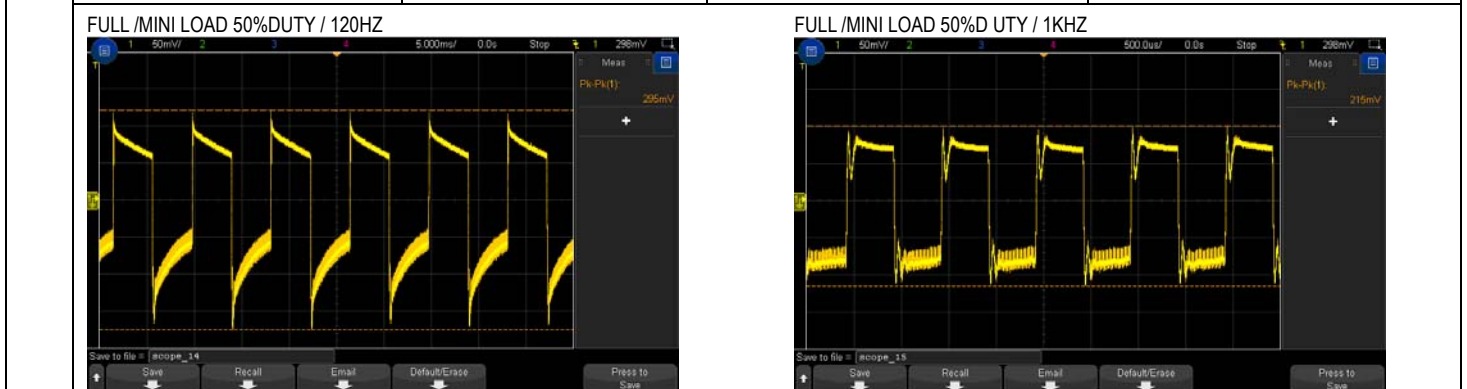 FULL /MINI LOAD 50%DUTY / 120HZ
1 50mV/ 2 3 4 5.000ms/ 0.0s Stop 1 298mV
T
Meas
Pk-Pk(1):
295mV
+
Save to file = scope_14
Save Recall Email Default/Erase Press to Save
FULL /MINI LOAD 50%D UTY / 1KHZ
1 50mV/ 2 3 4 500.0us/ 0.0s Stop 1 298mV
T
Meas
Pk-Pk(1):
215mV
+
Save to file = scope_15
Save Recall Email Default/Erase Press to Save